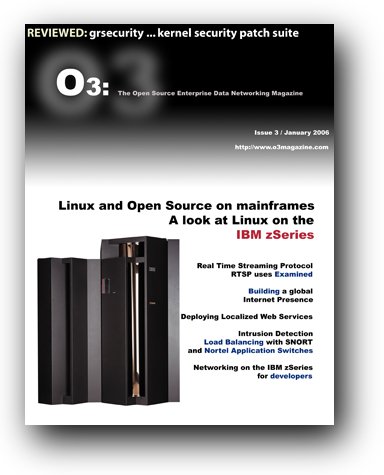 REVIEWED: grsecurity ... kernel security patch suite
O3: The Open Source Enterprise Data Networking Magazine
Issue 3 / January 2006
http://www.o3magazine.com
Linux and Open Source on mainframes
A look at Linux on the
IBM zSeries
Real Time Streaming Protocol
RTSP uses Examined
Building a global
Internet Presence
Deploying Localized Web Services
Intrusion Detection
Load Balancing with SNORT
and Nortel Application Switches
Networking on the IBM zSeries
for developers